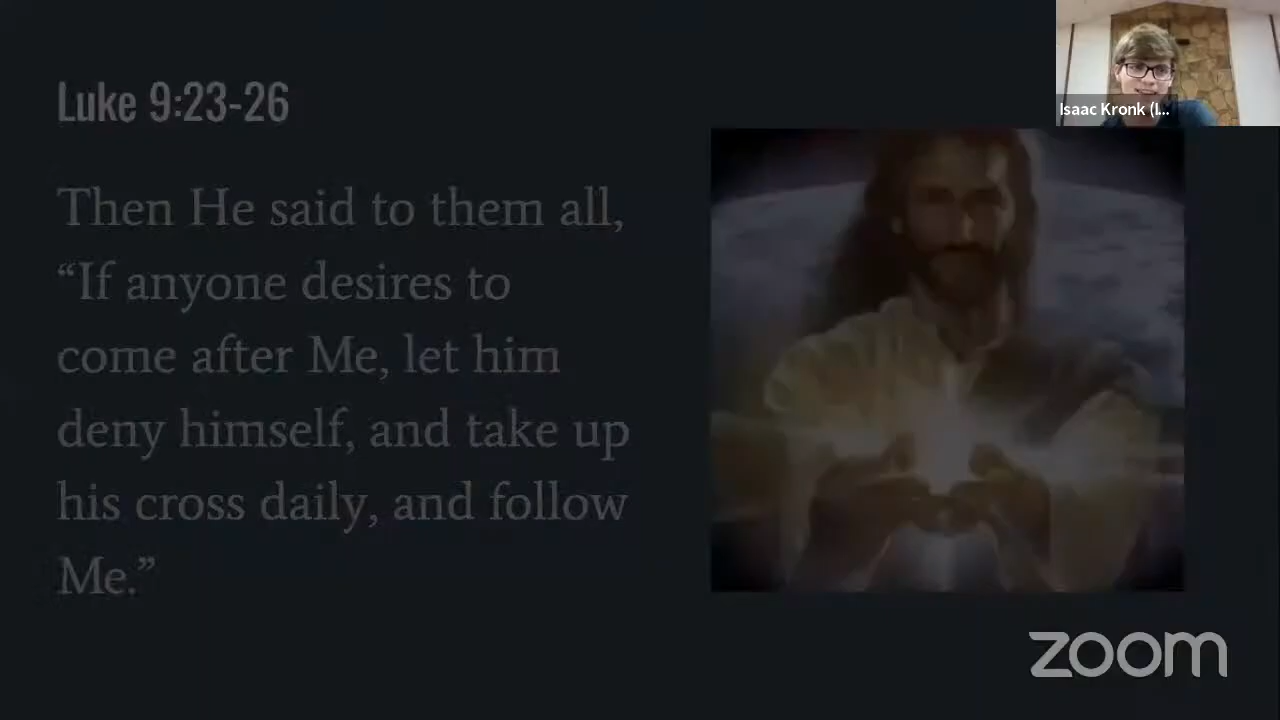 Luke 9:23-26
Then He said to them all,
“If anyone desires to
come after Me, let him
deny himself, and take up
his cross daily, and follow
Me.”
Isaac Kronk (I...
zoom